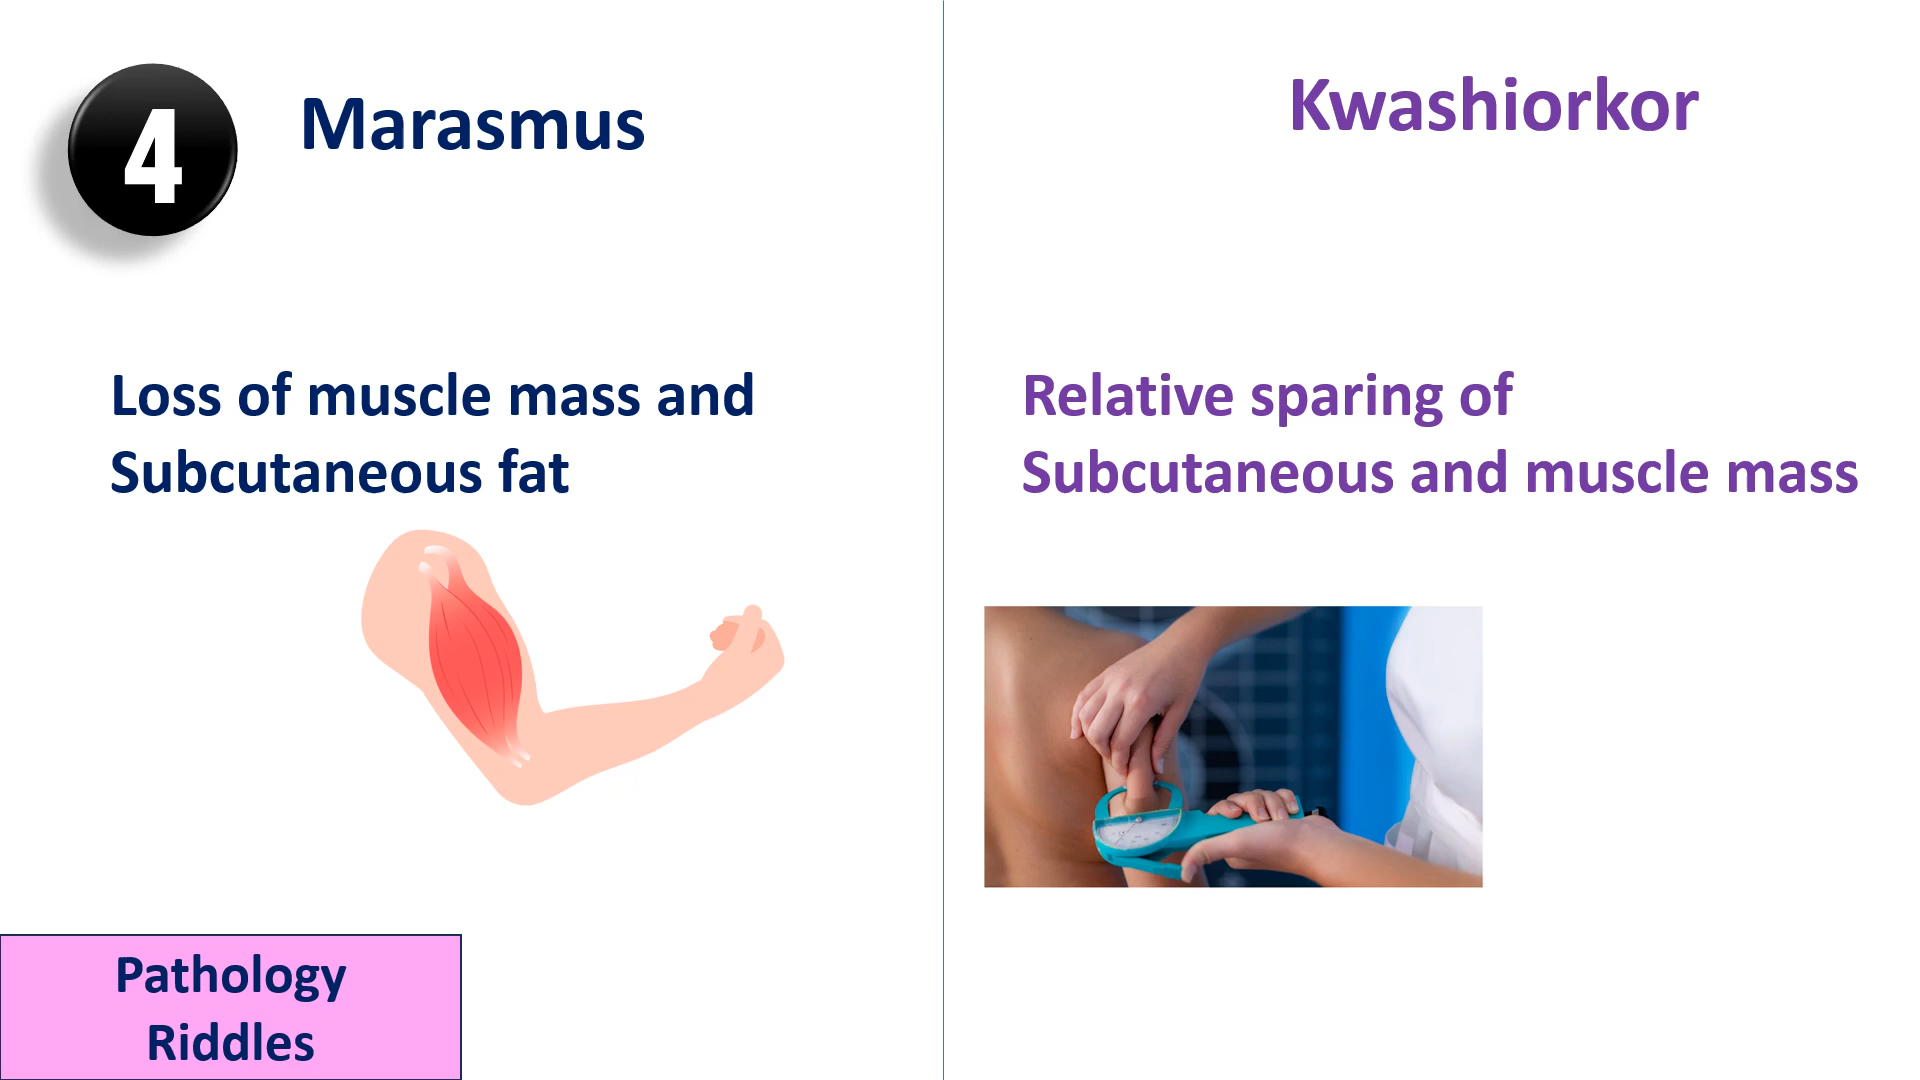 4
Marasmus
Loss of muscle mass and
Subcutaneous fat
Kwashiorkor
Relative sparing of
Subcutaneous and muscle mass
Pathology
Riddles